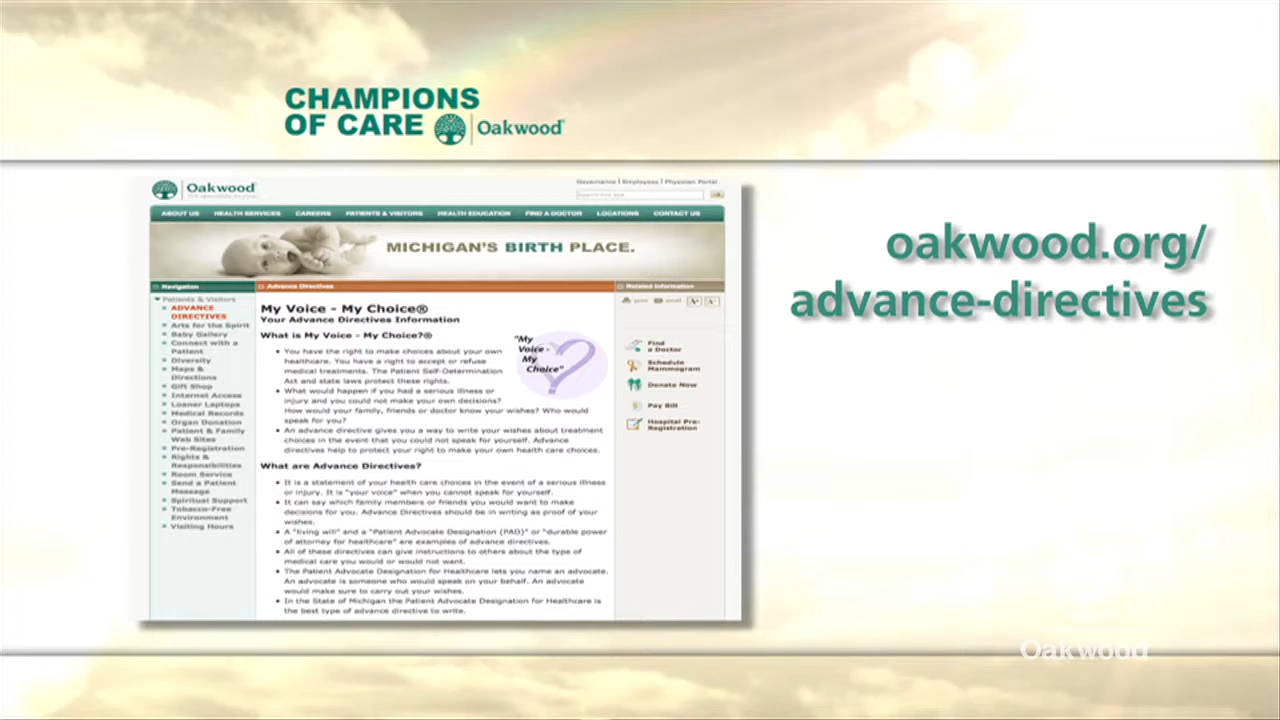 CHAMPIONS
OF CARE Oakwood
Oakwood
Governance | Employees | Physician Portal
ABOUT US HEALTH SERVICES CAREERS PATIENTS & VISITORS HEALTH EDUCATION FIND A DOCTOR LOCATIONS CONTACT US
MICHIGAN'S BIRTH PLACE.
Navigation
Patients & Visitors
ADVANCE
DIRECTIVES
Arts for the Spirit
Baby Gallery
Connect with a
Patient
Diversity
Maps &
Directions
Gift Shop
Internet Access
Loaner Laptops
Medical Records
Organ Donation
Patient & Family
Web Sites
Pre-Registration
Rights &
Responsibilities
Room Service
Send a Patient
Message
Spiritual Support
Tobacco-Free
Environment
Visiting Hours
Advance Directives
My Voice - My Choice®
Your Advance Directives Information
What is My Voice - My Choice?®
You have the right to make choices about your own
healthcare. You have a right to accept or refuse
medical treatments. The Patient Self-Determination
Act and state laws protect these rights.
What would happen if you had a serious illness or
injury and you could not make your own decisions?
How would your family, friends or doctor know your wishes? Who would
speak for you?
An advance directive gives you a way to write your wishes about treatment
choices in the event that you could not speak for yourself. Advance
directives help to protect your right to make your own health care choices.
"My
Voice -
My
Choice"
What are Advance Directives?
It is a statement of your health care choices in the event of a serious illness
or injury. It is "your voice" when you cannot speak for yourself.
It can say which family members or friends you would want to make
decisions for you. Advance Directives should be in writing as proof of your
wishes.
A "living will" and a "Patient Advocate Designation (PAD)" or "durable power
of attorney for healthcare" are examples of advance directives.
All of these directives can give instructions to others about the type of
medical care you would or would not want.
The Patient Advocate Designation for Healthcare lets you name an advocate.
An advocate is someone who would speak on your behalf. An advocate
would make sure to carry out your wishes.
In the State of Michigan the Patient Advocate Designation for Healthcare is
the best type of advance directive to write.
Related Information
print email A+ A-
Find
a Doctor
Schedule
Mammogram
Donate Now
Pay Bill
Hospital Pre-
Registration
oakwood.org/
advance-directives
Oakwood